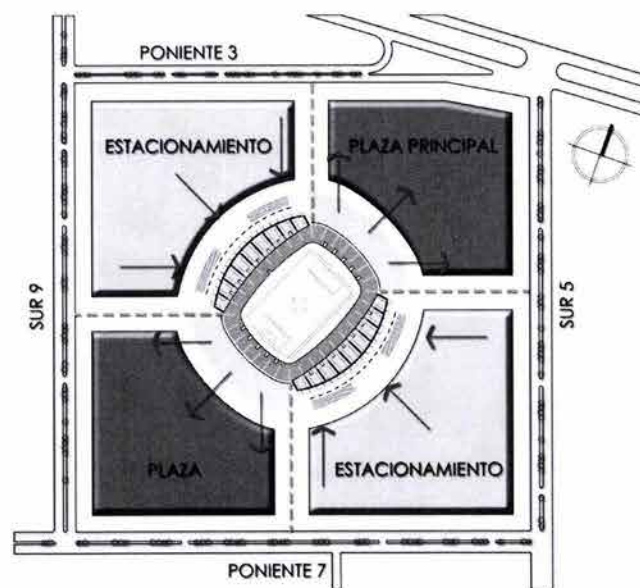 PONIENTE 3
ESTACIONAMIENTO
PLAZA PRINCIPAL
SUR 9
SUR 5
PLAZA
ESTACIONAMIENTO
PONIENTE 7